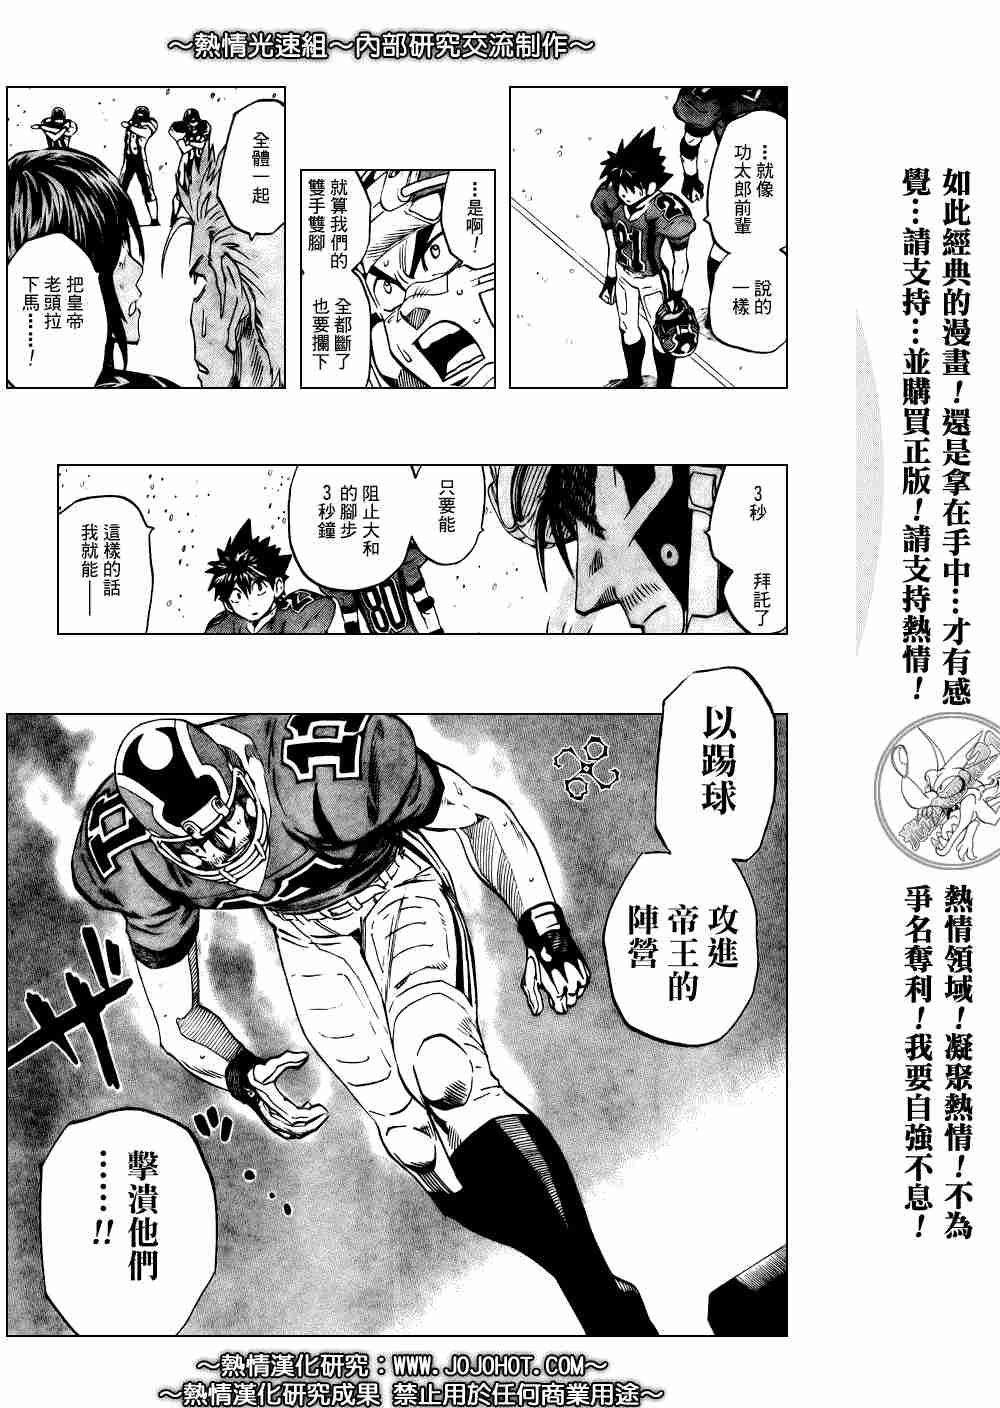 ～熱情光速組～內部研究交流制作～
…就像
功太郎前輩
說的
一樣
21
…是啊！
就算我們的
雙手雙腳
全都斷了
也要攔下
全體一起
把皇帝
老頭拉
下馬……！
3秒
拜託了
只要能
阻止大和
的腳步
3秒鐘
80
這樣的話
我就能——
以踢球
攻進
帝王的
陣營
11
擊潰他們
……!!
如此經典的漫畫！還是拿在手中…才有感
覺…請支持…並購買正版！請支持熱情！
熱情領域！凝聚熱情！不為
爭名奪利！我要自強不息！
～熱情漢化研究：WWW.JOJOHOT.COM～
～熱情漢化研究成果 禁止用於任何商業用途～